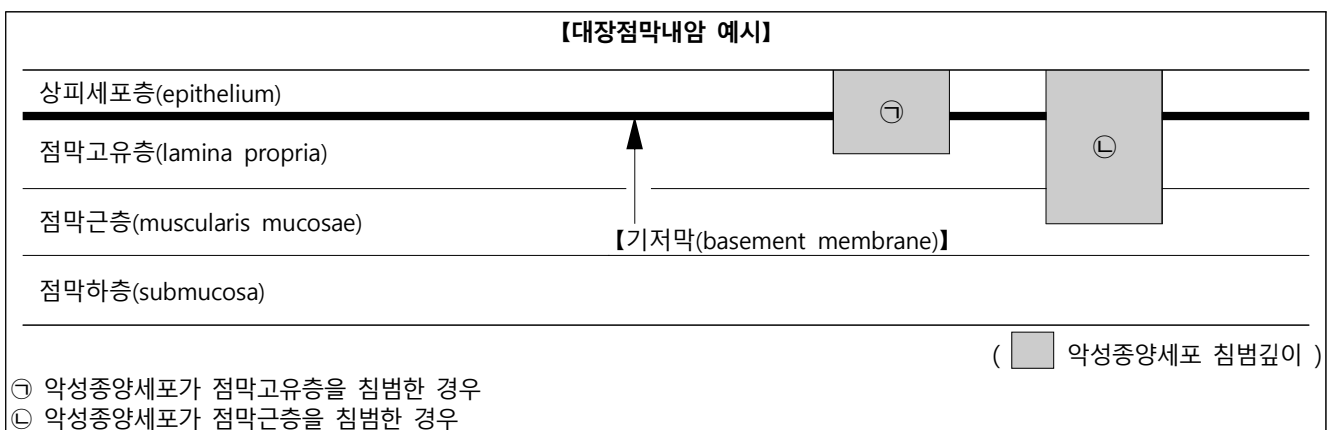 【대장점막내암 예시】
상피세포층(epithelium)
㉠
점막고유층(lamina propria)
㉡
점막근층(muscularis mucosae)
【기저막(basement membrane)】
점막하층(submucosa)
( 악성종양세포 침범깊이 )
㉠ 악성종양세포가 점막고유층을 침범한 경우
㉡ 악성종양세포가 점막근층을 침범한 경우